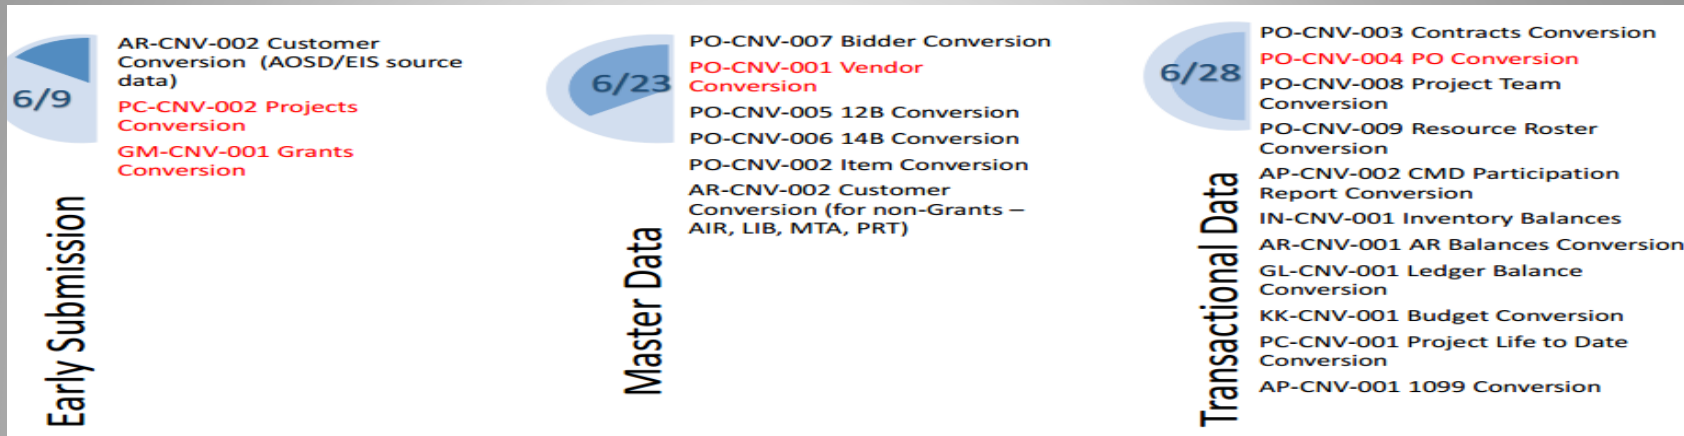 6/9
AR-CNV-002 Customer
Conversion (AOSD/EIS source
data)
PC-CNV-002 Projects
Conversion
GM-CNV-001 Grants
Conversion
Early Submission
6/23
PO-CNV-007 Bidder Conversion
PO-CNV-001 Vendor
Conversion
PO-CNV-005 12B Conversion
PO-CNV-006 14B Conversion
PO-CNV-002 Item Conversion
AR-CNV-002 Customer
Conversion (for non-Grants –
AIR, LIB, MTA, PRT)
Master Data
6/28
PO-CNV-003 Contracts Conversion
PO-CNV-004 PO Conversion
PO-CNV-008 Project Team
Conversion
PO-CNV-009 Resource Roster
Conversion
AP-CNV-002 CMD Participation
Report Conversion
IN-CNV-001 Inventory Balances
AR-CNV-001 AR Balances Conversion
GL-CNV-001 Ledger Balance
Conversion
KK-CNV-001 Budget Conversion
PC-CNV-001 Project Life to Date
Conversion
AP-CNV-001 1099 Conversion
Transactional Data